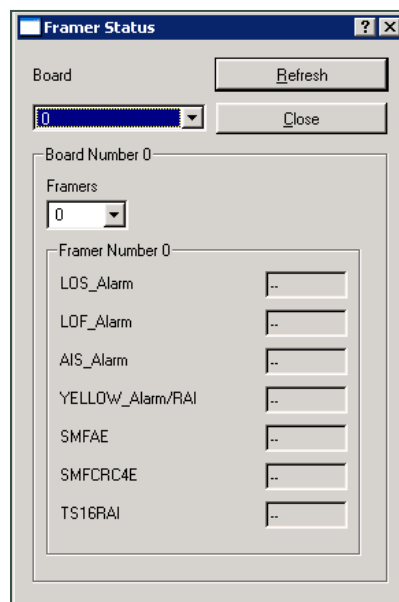 Framer Status
Board
Refresh
0
Close
Board Number 0
Framers
0
Framer Number 0
LOS_Alarm --
LOF_Alarm --
AIS_Alarm --
YELLOW_Alarm/RAI --
SMFAE --
SMFCRC4E --
TS16RAI --